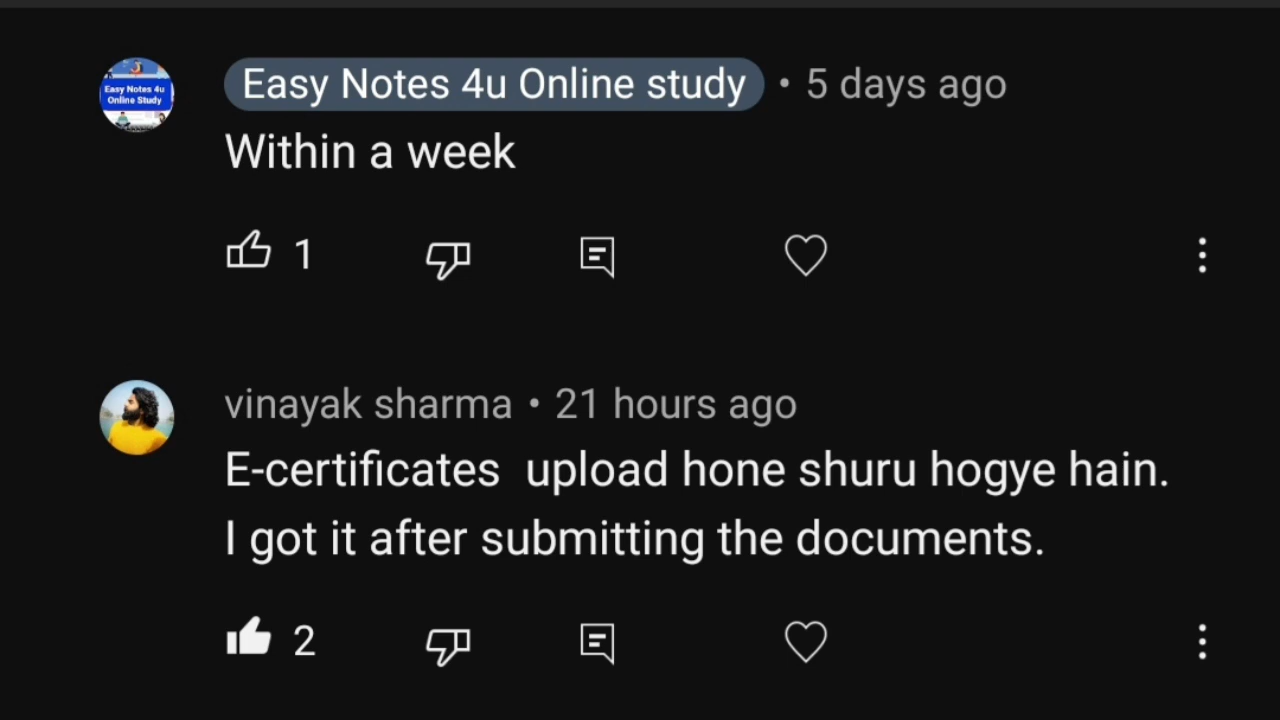 Easy Notes 4u
Online Study
Easy Notes 4u Online study • 5 days ago
Within a week
1
vinayak sharma • 21 hours ago
E-certificates  upload hone shuru hogye hain.
I got it after submitting the documents.
2